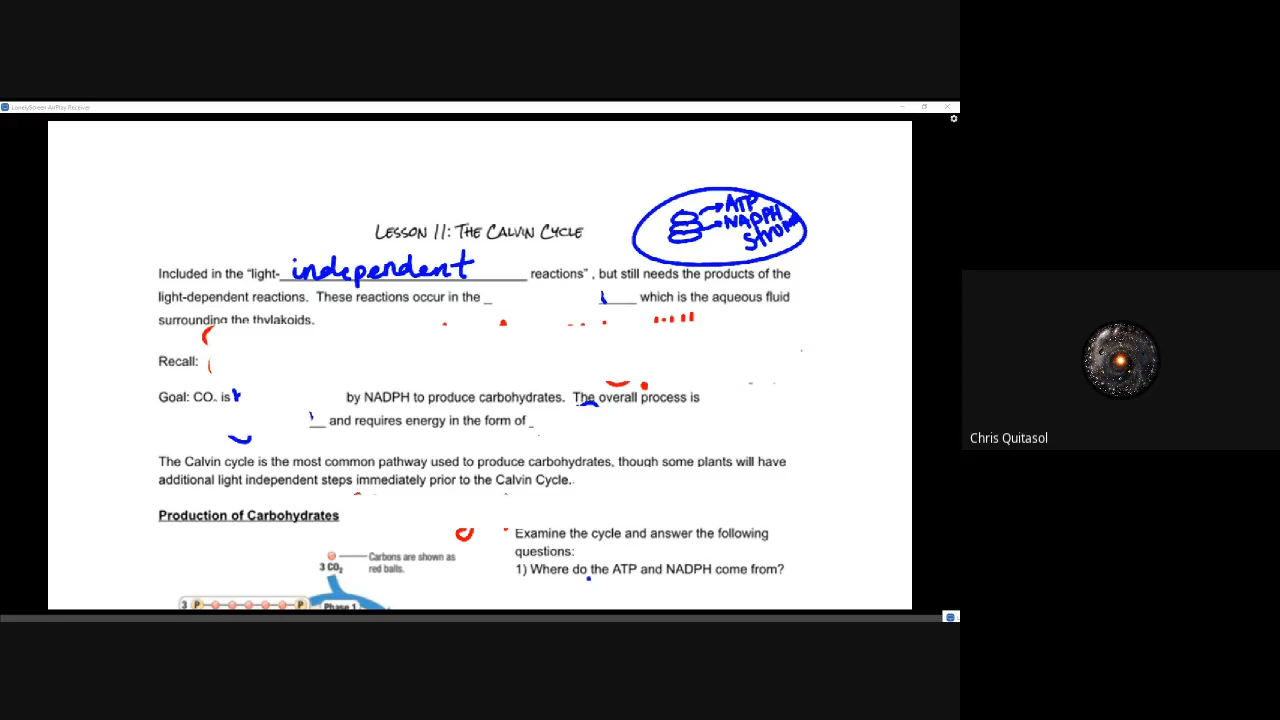 LonelyScreen AirPlay Receiver
LESSON 11: THE CALVIN CYCLE
ATP
NADPH
Stroma
Included in the "light-independent reactions", but still needs the products of the
light-dependent reactions. These reactions occur in the _ _____ which is the aqueous fluid
surrounding the thylakoids.
Recall:
Goal: CO₂ is by NADPH to produce carbohydrates. The overall process is
__ and requires energy in the form of _
The Calvin cycle is the most common pathway used to produce carbohydrates, though some plants will have
additional light independent steps immediately prior to the Calvin Cycle.
Production of Carbohydrates
Examine the cycle and answer the following
questions:
1) Where do the ATP and NADPH come from?
Carbons are shown as
red balls.
3 CO₂
3 P P
Phase 1
Chris Quitasol